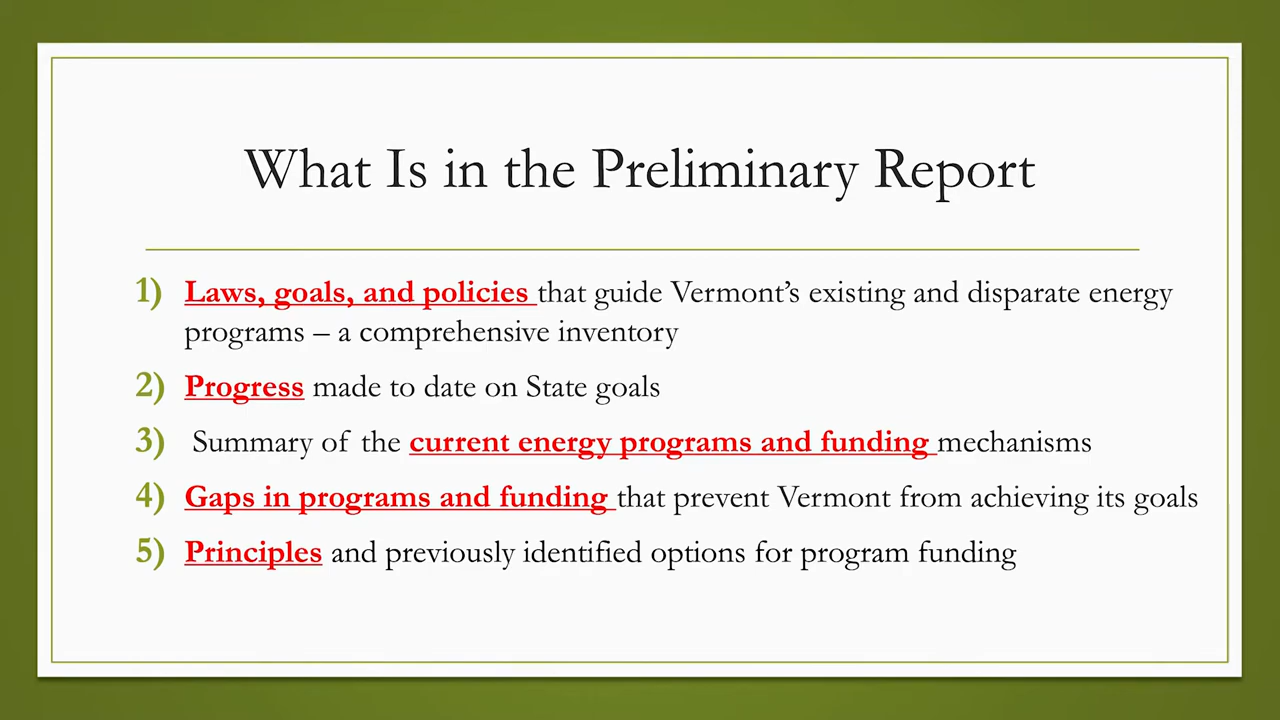 What Is in the Preliminary Report
1) Laws, goals, and policies that guide Vermont’s existing and disparate energy
programs – a comprehensive inventory
2) Progress made to date on State goals
3) Summary of the current energy programs and funding mechanisms
4) Gaps in programs and funding that prevent Vermont from achieving its goals
5) Principles and previously identified options for program funding